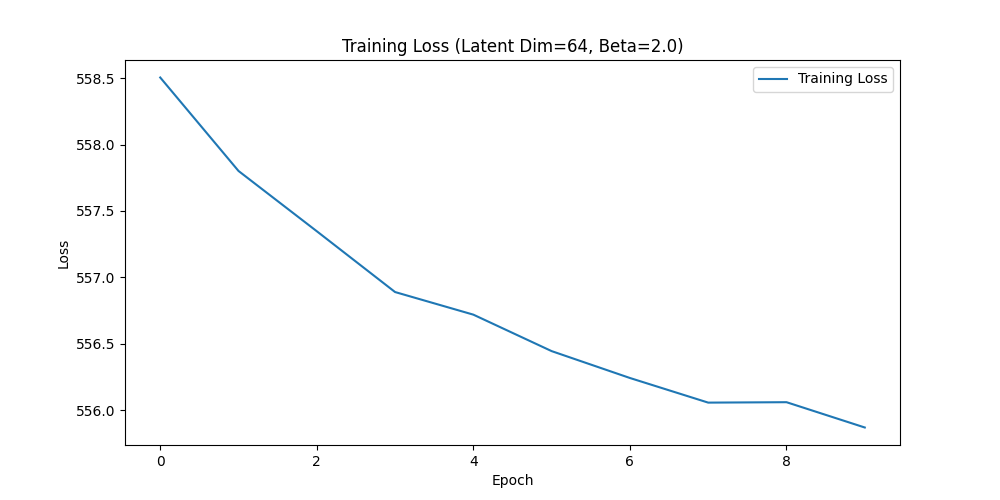 Training Loss (Latent Dim=64, Beta=2.0)
Training Loss
558.5
558.0
557.5
557.0
556.5
556.0
Loss
0 2 4 6 8
Epoch